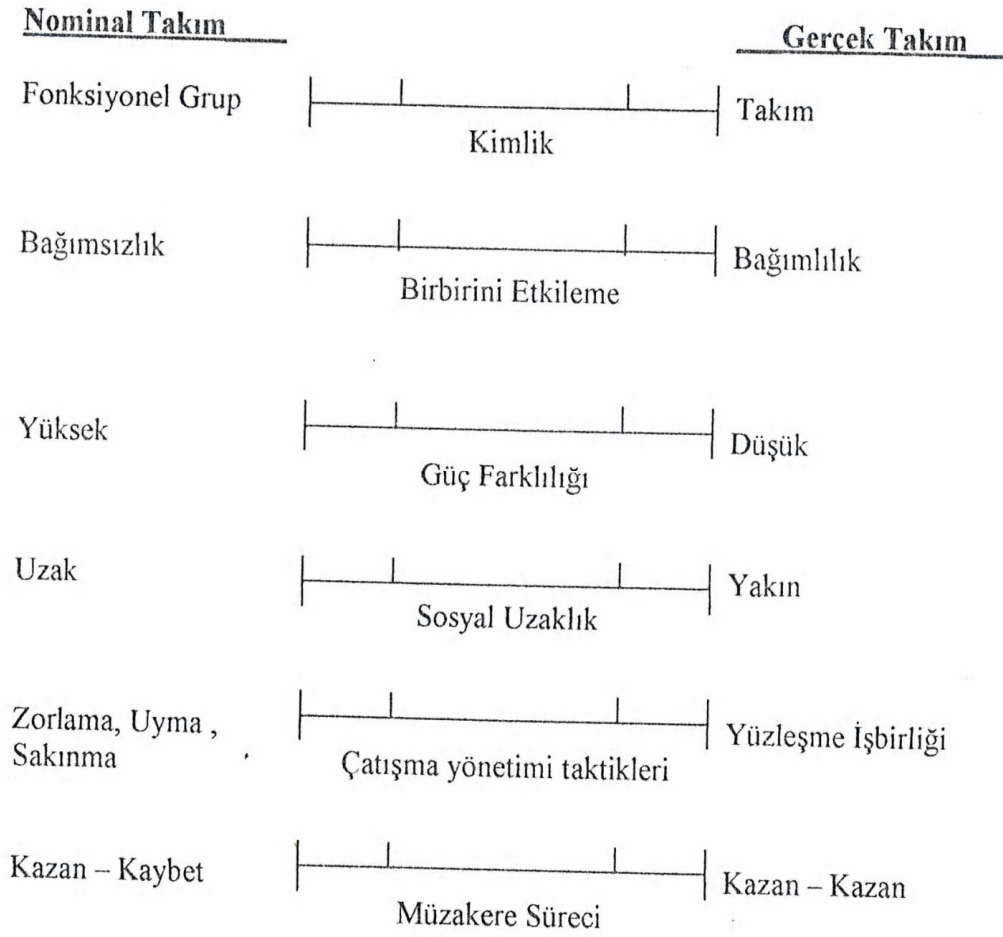 Nominal Takım
Gerçek Takım
Fonksiyonel Grup
Takım
Kimlik
Bağımsızlık
Bağımlılık
Birbirini Etkileme
Yüksek
Düşük
Güç Farklılığı
Uzak
Yakın
Sosyal Uzaklık
Zorlama, Uyma ,
Sakınma
Yüzleşme İşbirliği
Çatışma yönetimi taktikleri
Kazan – Kaybet
Kazan – Kazan
Müzakere Süreci